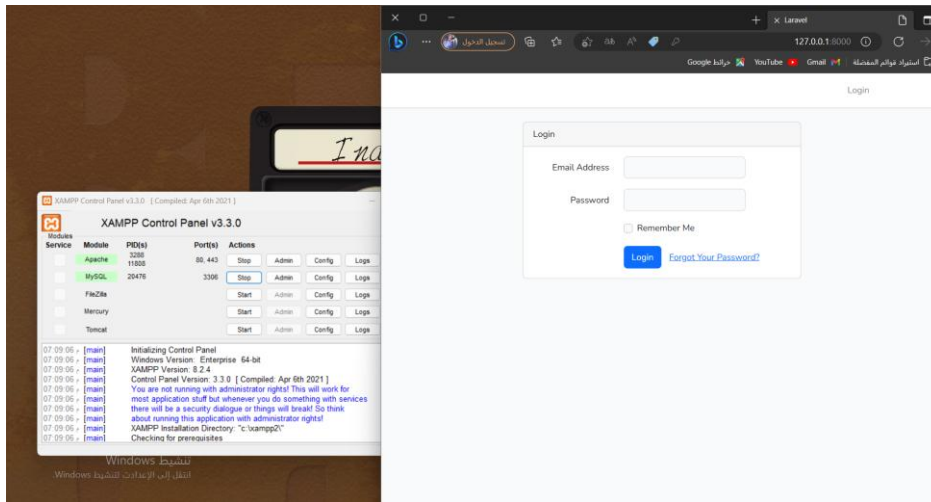 Ind
XAMPP Control Panel v3.3.0 [ Compiled: Apr 6th 2021 ]
XAMPP Control Panel v3.3.0
Modules
Service Module PID(s) Port(s) Actions
Apache 3288 11808 80, 443 Stop Admin Config Logs
MySQL 20476 3306 Stop Admin Config Logs
FileZilla Start Admin Config Logs
Mercury Start Admin Config Logs
Tomcat Start Admin Config Logs
07:09:06 م [main] Initializing Control Panel
07:09:06 م [main] Windows Version: Enterprise 64-bit
07:09:06 م [main] XAMPP Version: 8.2.4
07:09:06 م [main] Control Panel Version: 3.3.0 [ Compiled: Apr 6th 2021 ]
07:09:06 م [main] You are not running with administrator rights! This will work for
07:09:06 م [main] most application stuff but whenever you do something with services
07:09:06 م [main] there will be a security dialogue or things will break! So think
07:09:06 م [main] about running this application with administrator rights!
07:09:06 م [main] XAMPP Installation Directory: "c:\xampp2\"
07:09:06 م [main] Checking for prerequisites
تنشيط Windows
انتقل إلى الإعدادات لتنشيط Windows.
Laravel
تسجيل الدخول
127.0.0.1:8000
استيراد قوائم المفضلة Gmail YouTube خرائط Google
Login
Login
Email Address
Password
Remember Me
Login Forgot Your Password?